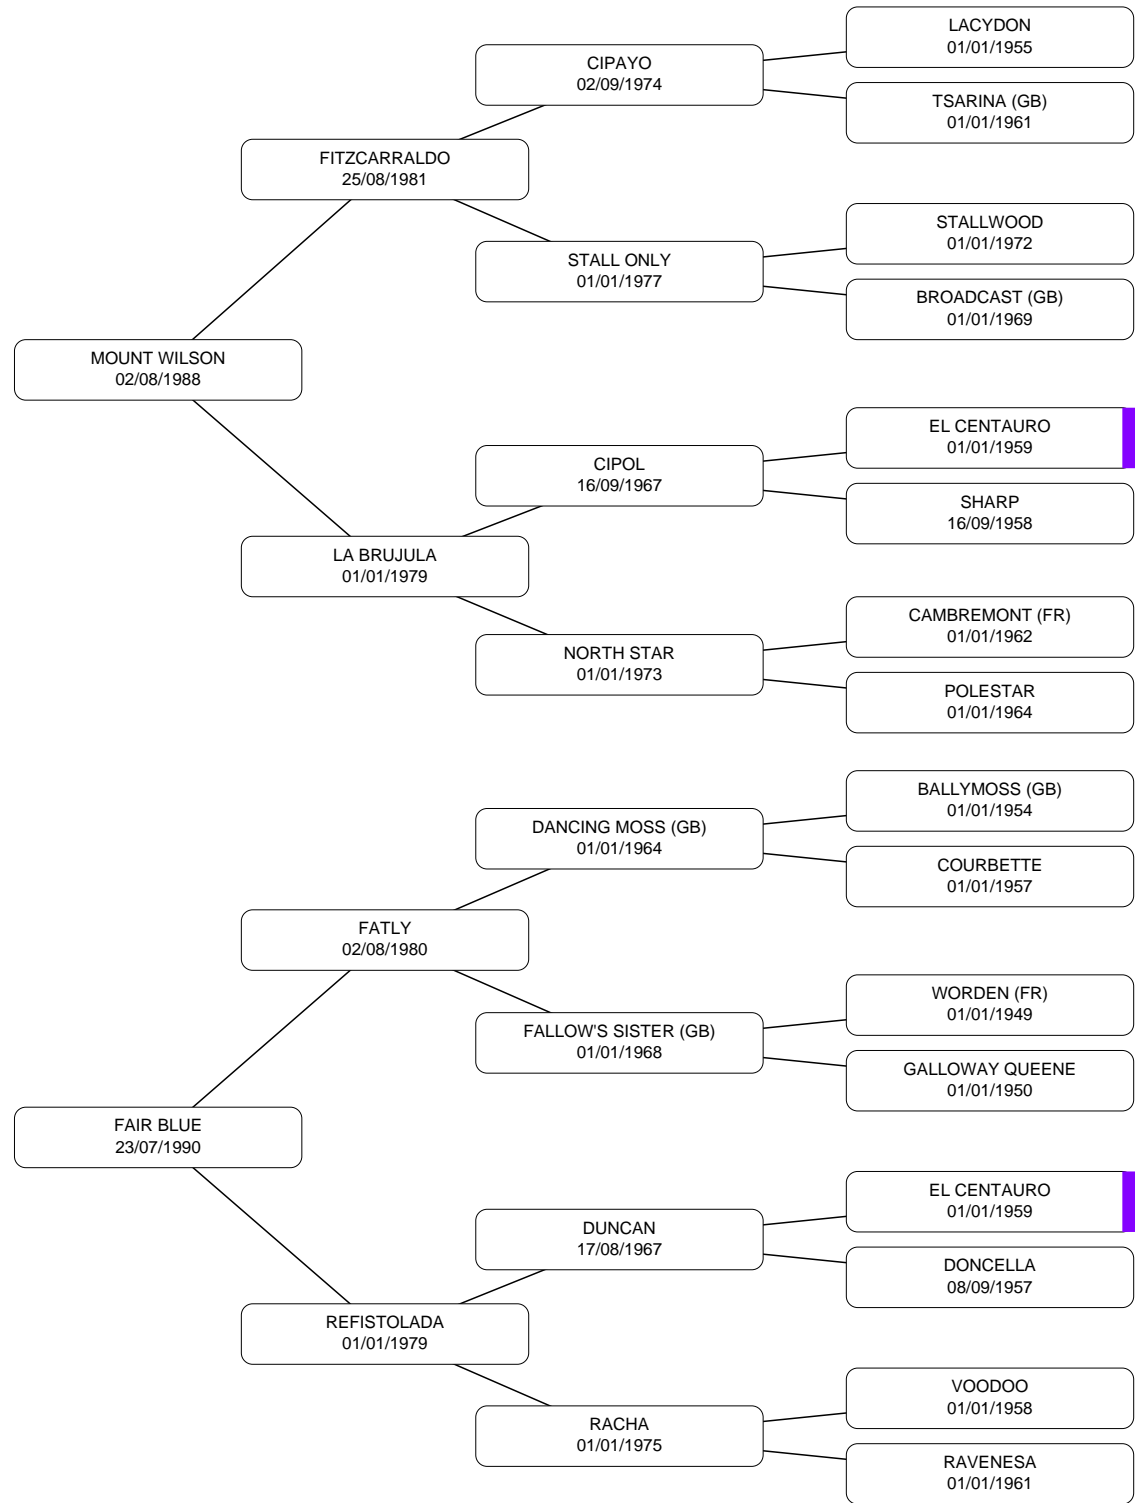 LACYDON
01/01/1955
CIPAYO
02/09/1974
TSARINA (GB)
01/01/1961
FITZCARRALDO
25/08/1981
STALLWOOD
01/01/1972
STALL ONLY
01/01/1977
BROADCAST (GB)
01/01/1969
MOUNT WILSON
02/08/1988
EL CENTAURO
01/01/1959
CIPOL
16/09/1967
SHARP
16/09/1958
LA BRUJULA
01/01/1979
CAMBREMONT (FR)
01/01/1962
NORTH STAR
01/01/1973
POLESTAR
01/01/1964
BALLYMOSS (GB)
01/01/1954
DANCING MOSS (GB)
01/01/1964
COURBETTE
01/01/1957
FATLY
02/08/1980
WORDEN (FR)
01/01/1949
FALLOW'S SISTER (GB)
01/01/1968
GALLOWAY QUEENE
01/01/1950
FAIR BLUE
23/07/1990
EL CENTAURO
01/01/1959
DUNCAN
17/08/1967
DONCELLA
08/09/1957
REFISTOLADA
01/01/1979
VOODOO
01/01/1958
RACHA
01/01/1975
RAVENESA
01/01/1961